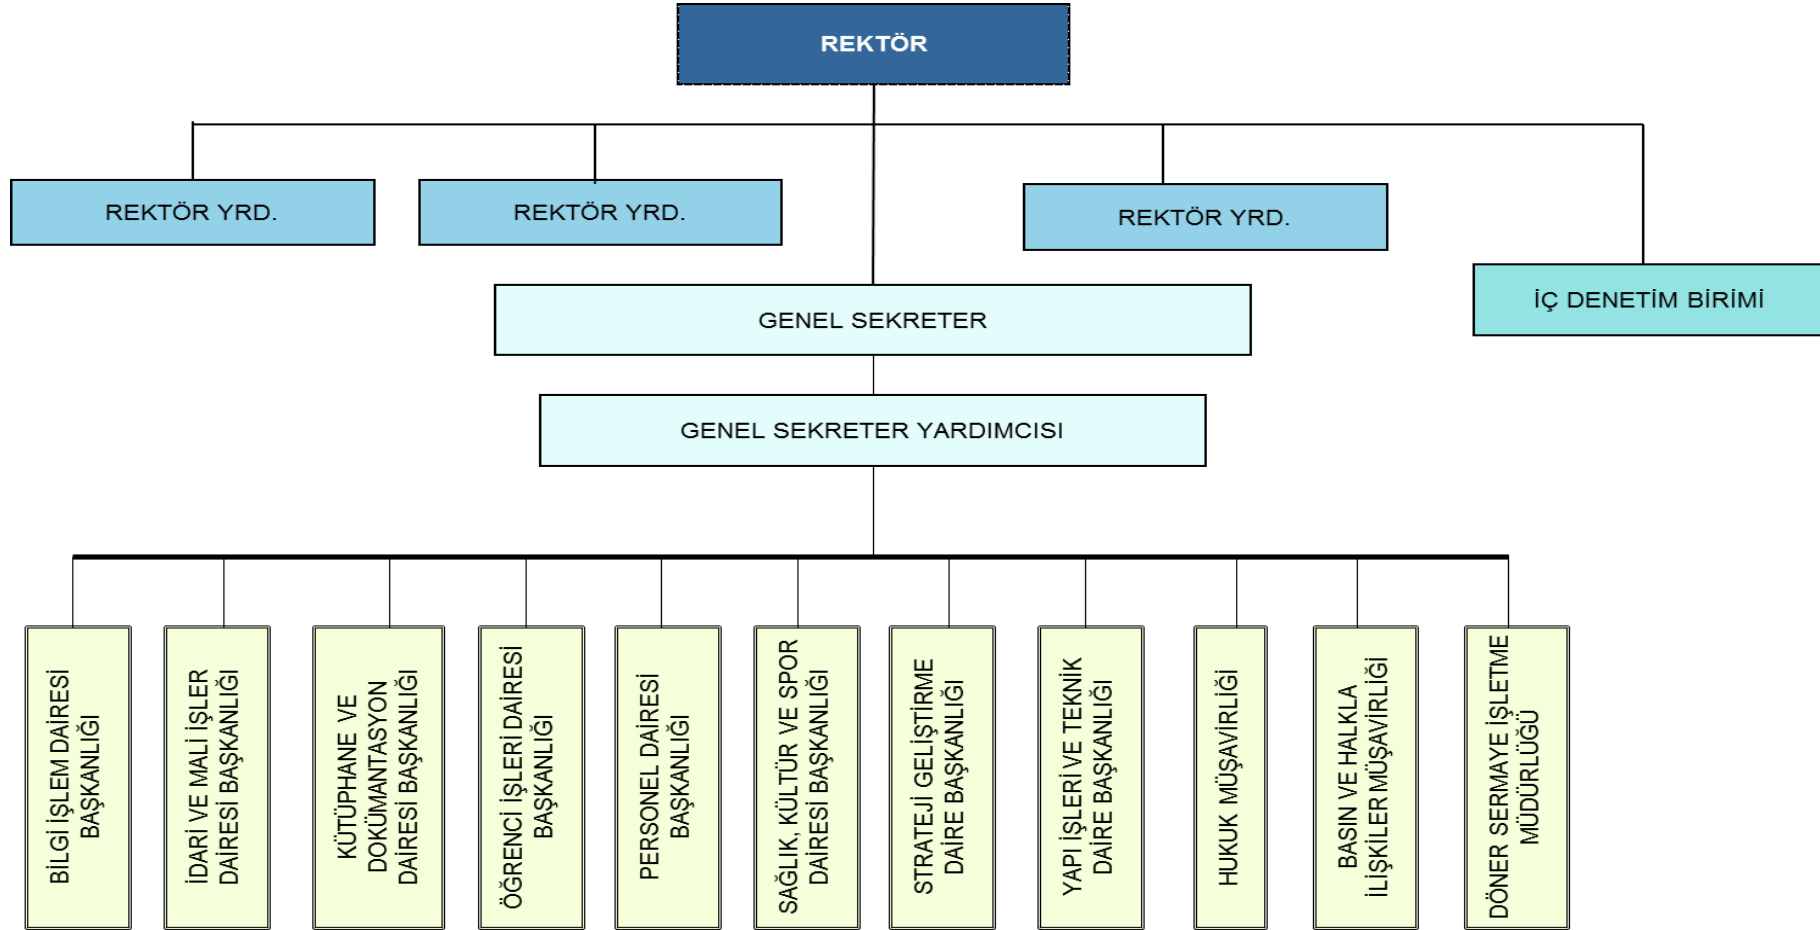 REKTÖR
REKTÖR YRD.
REKTÖR YRD.
REKTÖR YRD.
İÇ DENETİM BİRİMİ
GENEL SEKRETER
GENEL SEKRETER YARDIMCISI
BİLGİ İŞLEM DAİRESİ
BAŞKANLIĞI
İDARİ VE MALİ İŞLER
DAİRESİ BAŞKANLIĞI
KÜTÜPHANE VE
DOKÜMANTASYON
DAİRESİ BAŞKANLIĞI
ÖĞRENCİ İŞLERİ DAİRESİ
BAŞKANLIĞI
PERSONEL DAİRESİ
BAŞKANLIĞI
SAĞLIK, KÜLTÜR VE SPOR
DAİRESİ BAŞKANLIĞI
STRATEJİ GELİŞTİRME
DAİRE BAŞKANLIĞI
YAPI İŞLERİ VE TEKNİK
DAİRE BAŞKANLIĞI
HUKUK MÜŞAVİRLİĞİ
BASIN VE HALKLA
İLİŞKİLER MÜŞAVİRLİĞİ
DÖNER SERMAYE İŞLETME
MÜDÜRLÜĞÜ